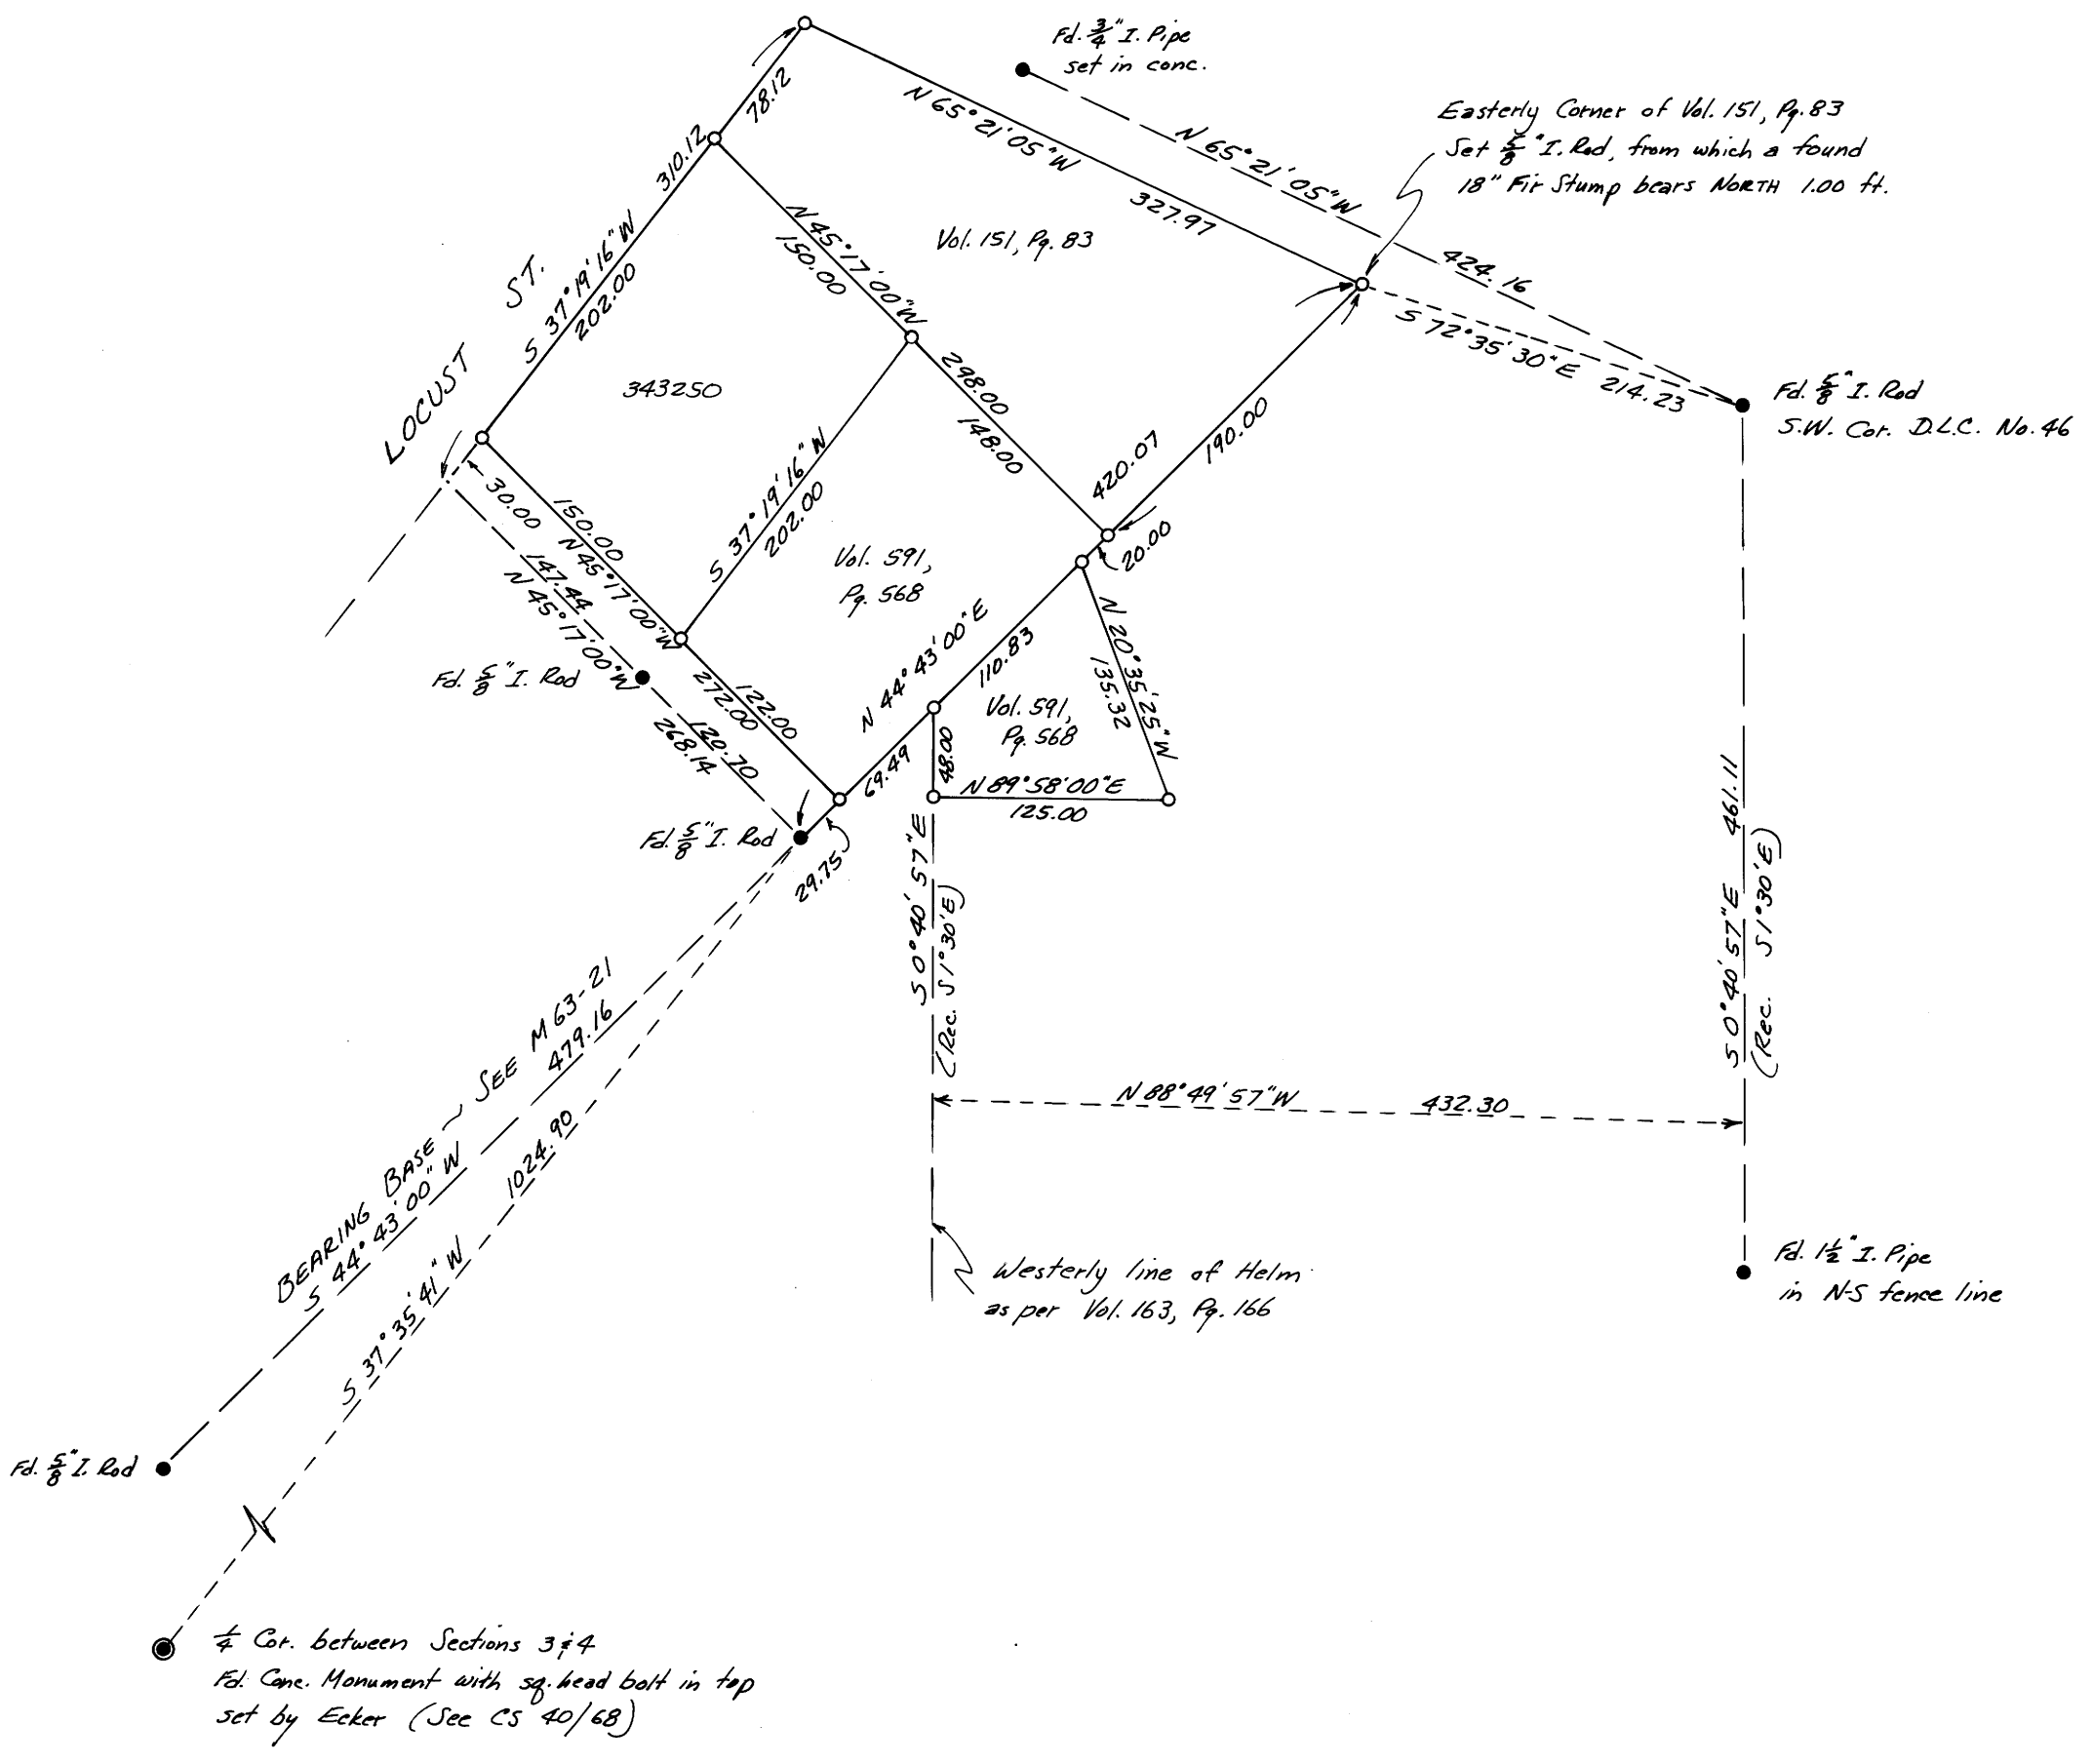 Fd. 3/4" I. Pipe
set in conc.
Easterly Corner of Vol. 151, Pg. 83
Set 5/8" I. Rod, from which a found
18" Fir Stump bears NORTH 1.00 ft.
78.12
310.12
N 65°21'05"W
327.97
N 65°21'05"W
424.16
S 37°19'16"W
202.00
N 45°17'00"W
150.00
Vol. 151, Pg. 83
LOCUST ST.
343250
298.00
148.00
S 72°35'30"E 214.23
Fd. 5/8" I. Rod
S.W. Cor. D.L.C. No. 46
190.00
420.07
20.00
S 37°19'16"W
202.00
30.00
150.00
N 45°17'00"W
147.44
N 45°17'00"W
Vol. 591,
Pg. 568
Fd. 5/8" I. Rod
N 44°43'00"E
110.83
N 20°35'25"W
135.32
122.00
272.00
120.70
268.14
Vol. 591,
Pg. 568
69.49
48.00
N 89°58'00"E
125.00
Fd. 5/8" I. Rod
29.75
S 0°40'57"E
(Rec. S 1°30'E)
S 0°40'57"E 461.11
(Rec. S 1°30'E)
BEARING BASE ~ SEE M63-21
S 44°43'00"W 479.16
S 37°35'41"W 1024.90
N 88°49'57"W 432.30
Westerly line of Helm
as per Vol. 163, Pg. 166
Fd. 1 1/2" I. Pipe
in N-S fence line
Fd. 5/8" I. Rod
1/4 Cor. between Sections 3 & 4
Fd. Conc. Monument with sq. head bolt in top
set by Ecker (See CS 40/68)